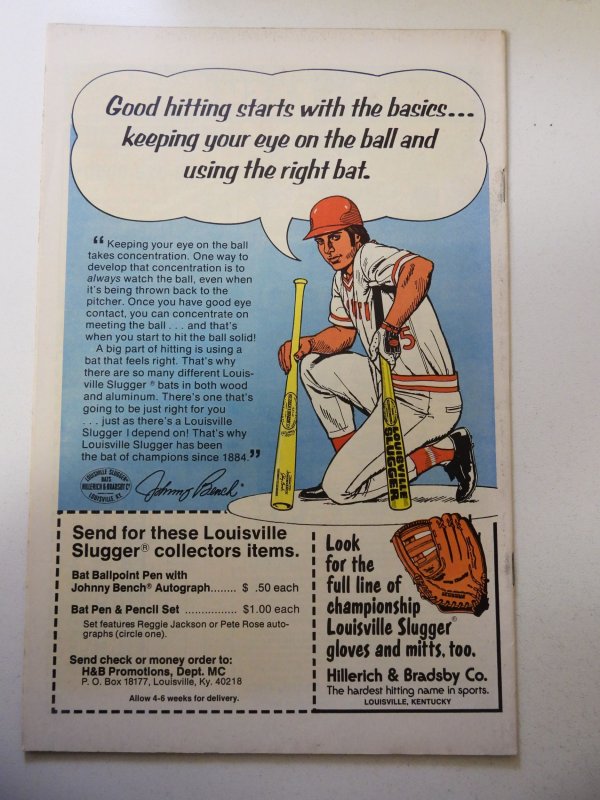 Good hitting starts with the basics...
keeping your eye on the ball and
using the right bat.
“ Keeping your eye on the ball
takes concentration. One way to
develop that concentration is to
always watch the ball, even when
it's being thrown back to the
pitcher. Once you have good eye
contact, you can concentrate on
meeting the ball . . . and that's
when you start to hit the ball solid!
A big part of hitting is using a
bat that feels right. That's why
there are so many different Louis-
ville Slugger ® bats in both wood
and aluminum. There's one that's
going to be just right for you
. . . just as there's a Louisville
Slugger I depend on! That's why
Louisville Slugger has been
the bat of champions since 1884.”
LOUISVILLE SLUGGER
BATS
HILLERICH & BRADSBY Co
LOUISVILLE, KY.
Johnny Bench
5
LOUISVILLE
SLUGGER
Send for these Louisville
Slugger® collectors items.
Bat Ballpoint Pen with
Johnny Bench® Autograph....... $ .50 each
Bat Pen & Pencil Set ................ $1.00 each
Set features Reggie Jackson or Pete Rose auto-
graphs (circle one).
Send check or money order to:
H&B Promotions, Dept. MC
P. O. Box 18177, Louisville, Ky. 40218
Allow 4-6 weeks for delivery.
Look
for the
full line of
championship
Louisville Slugger®
gloves and mitts, too.
Hillerich & Bradsby Co.
The hardest hitting name in sports.
LOUISVILLE, KENTUCKY